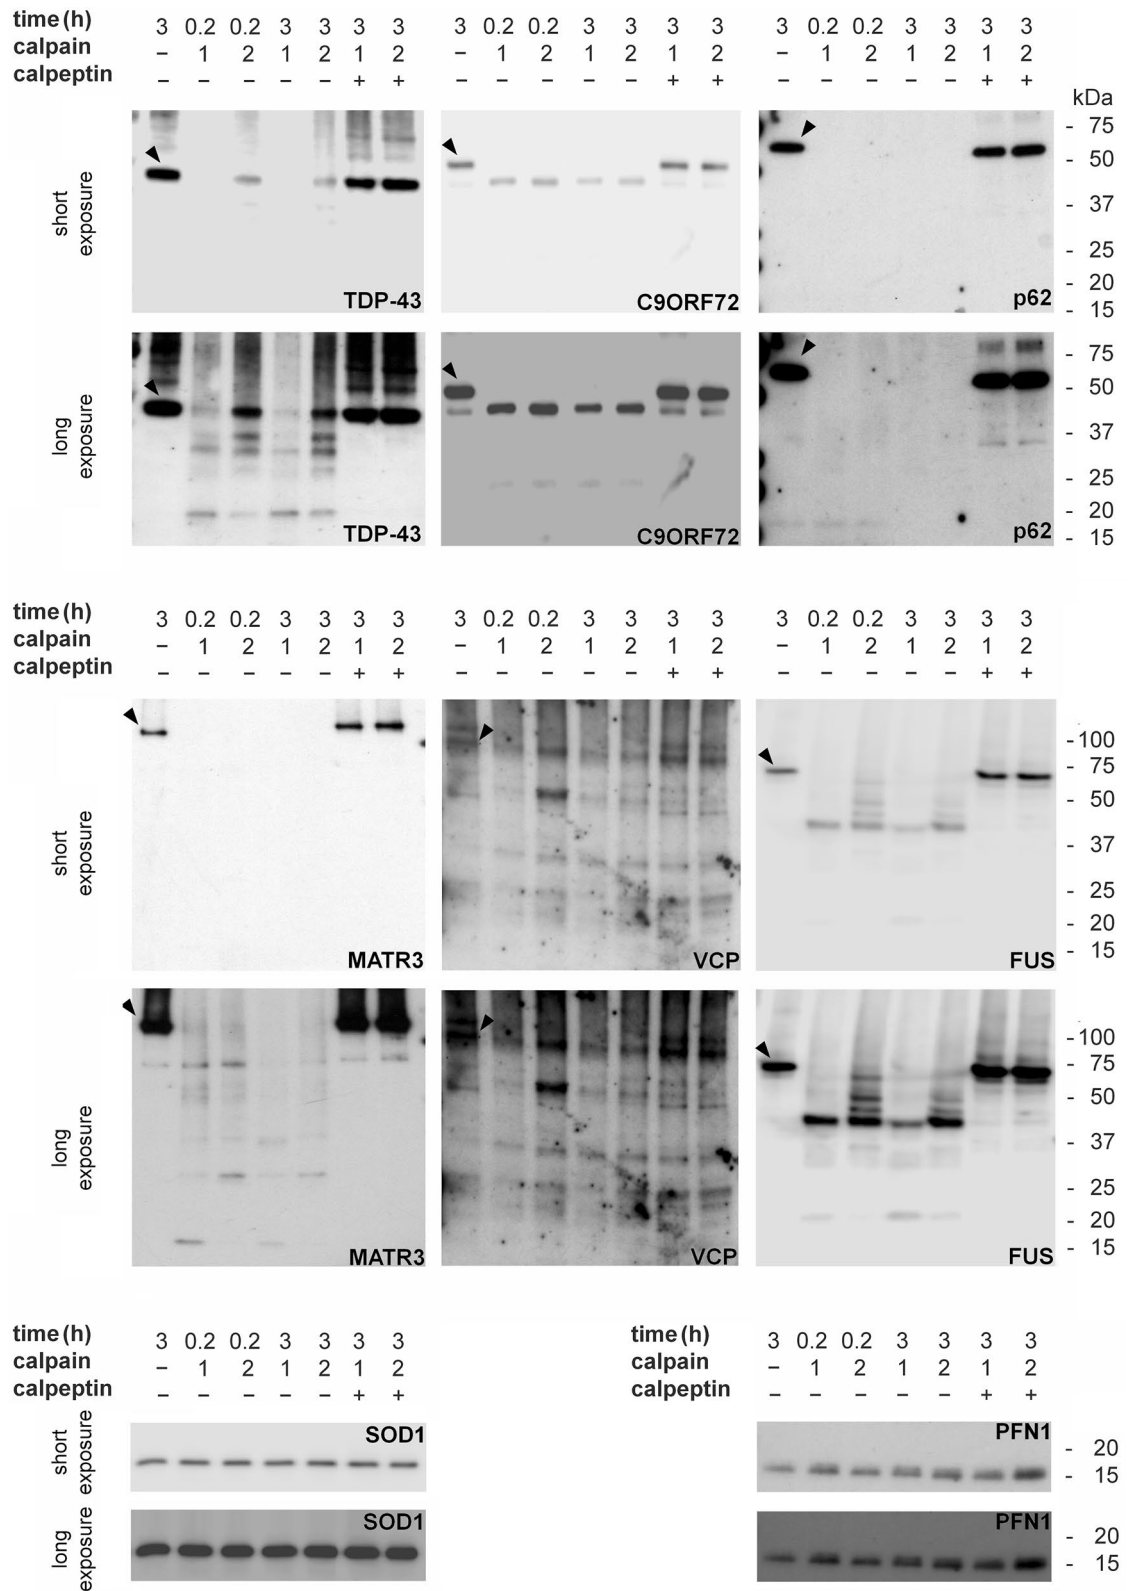 time (h) 3 0.2 0.2 3 3 3 3 3 0.2 0.2 3 3 3 3 3 0.2 0.2 3 3 3 3
calpain – 1 2 1 2 1 2 – 1 2 1 2 1 2 – 1 2 1 2 1 2
calpeptin – – – – – + + – – – – – + + – – – – – + +
kDa
short exposure
TDP-43
C9ORF72
p62
- 75
- 50
- 37
- 25
- 20
- 15
long exposure
TDP-43
C9ORF72
p62
- 75
- 50
- 37
- 25
- 20
- 15
time (h) 3 0.2 0.2 3 3 3 3 3 0.2 0.2 3 3 3 3 3 0.2 0.2 3 3 3 3
calpain – 1 2 1 2 1 2 – 1 2 1 2 1 2 – 1 2 1 2 1 2
calpeptin – – – – – + + – – – – – + + – – – – – + +
short exposure
MATR3
VCP
FUS
- 100
- 75
- 50
- 37
- 25
- 20
- 15
long exposure
MATR3
VCP
FUS
- 100
- 75
- 50
- 37
- 25
- 20
- 15
time (h) 3 0.2 0.2 3 3 3 3
calpain – 1 2 1 2 1 2
calpeptin – – – – – + +
short exposure
SOD1
long exposure
SOD1
time (h) 3 0.2 0.2 3 3 3 3
calpain – 1 2 1 2 1 2
calpeptin – – – – – + +
PFN1
- 20
- 15
PFN1
- 20
- 15